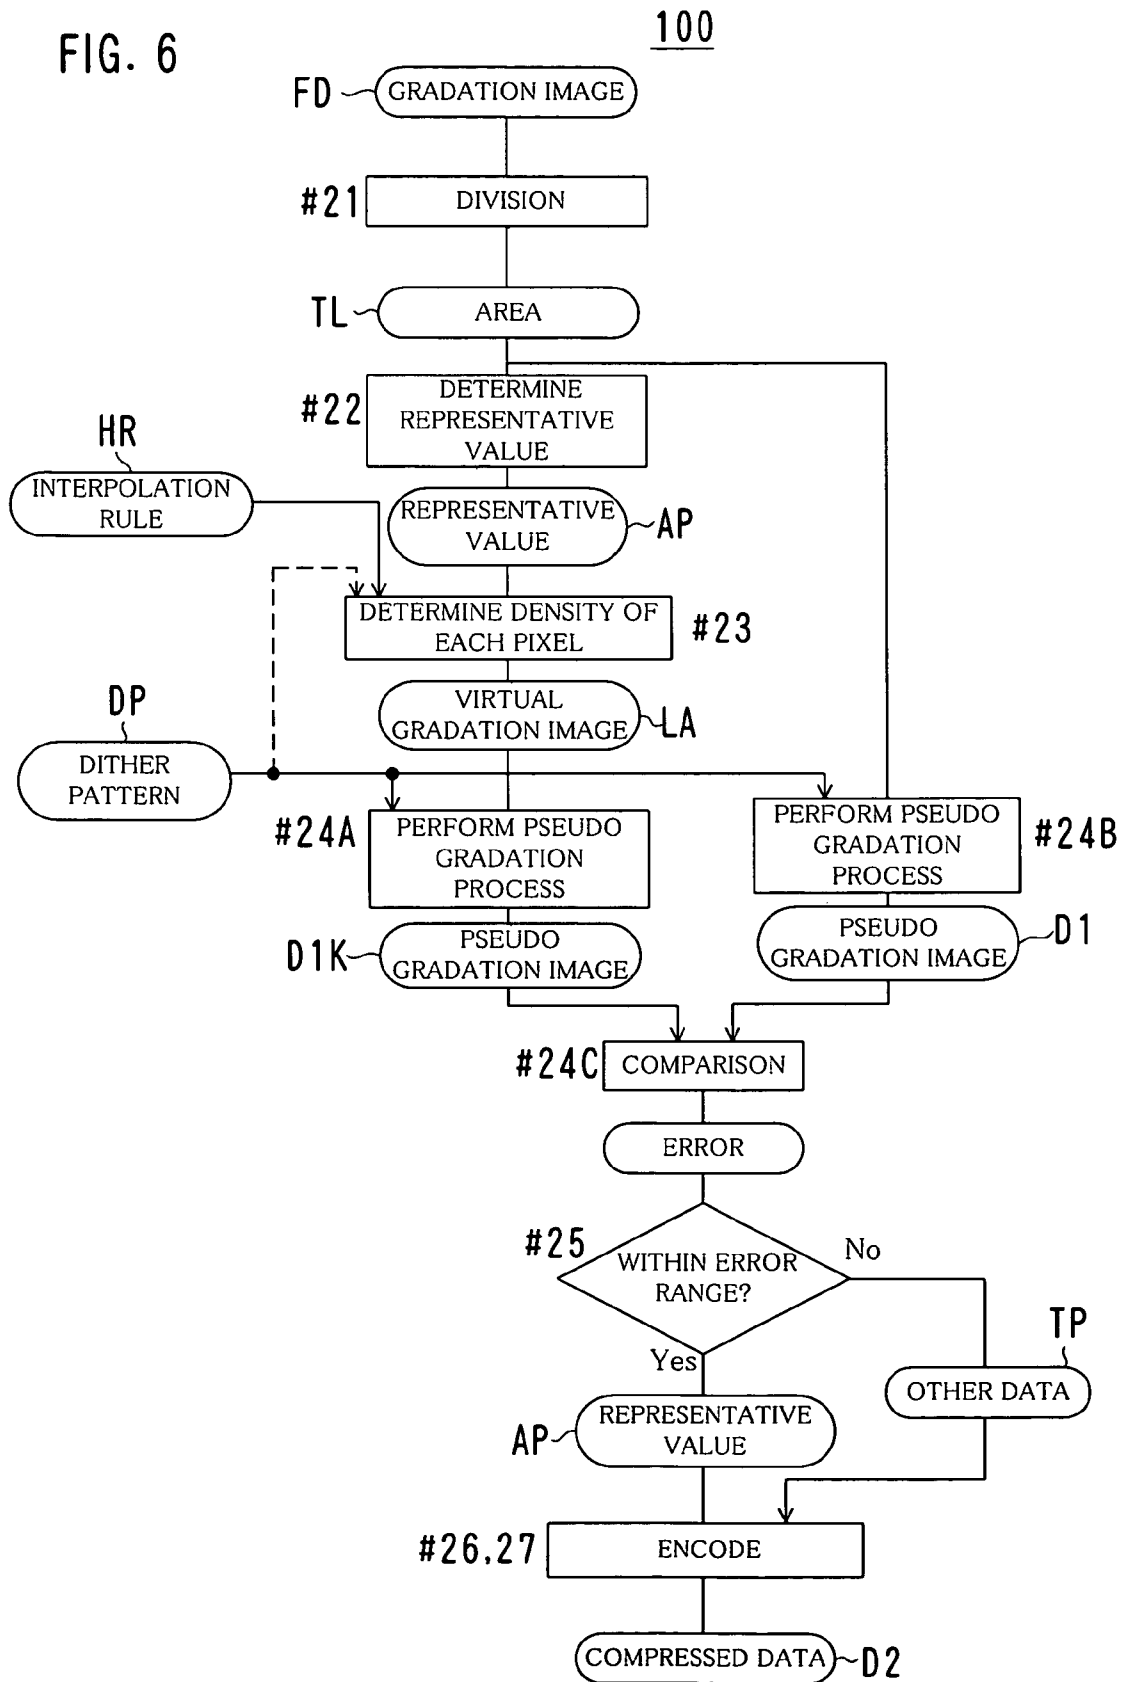 FIG. 6
100
FD
GRADATION IMAGE
#21
DIVISION
TL
AREA
#22
DETERMINE
REPRESENTATIVE
VALUE
HR
INTERPOLATION
RULE
REPRESENTATIVE
VALUE
AP
DETERMINE DENSITY OF
EACH PIXEL
#23
VIRTUAL
GRADATION IMAGE
LA
DP
DITHER
PATTERN
#24A
PERFORM PSEUDO
GRADATION
PROCESS
PERFORM PSEUDO
GRADATION
PROCESS
#24B
D1K
PSEUDO
GRADATION IMAGE
PSEUDO
GRADATION IMAGE
D1
#24C
COMPARISON
ERROR
#25
WITHIN ERROR
RANGE?
No
Yes
TP
OTHER DATA
AP
REPRESENTATIVE
VALUE
#26,27
ENCODE
COMPRESSED DATA
D2